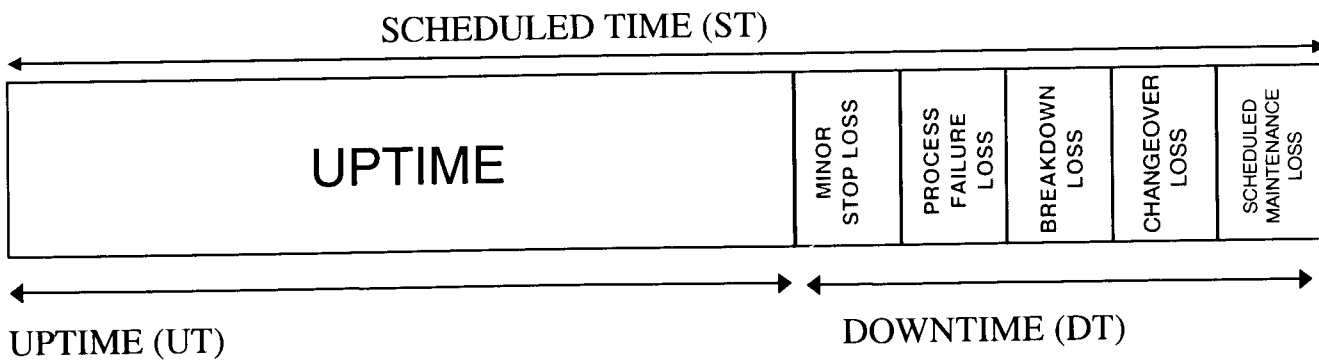 SCHEDULED TIME (ST)
UPTIME
MINOR
STOP LOSS
PROCESS
FAILURE
LOSS
BREAKDOWN
LOSS
CHANGEOVER
LOSS
SCHEDULED
MAINTENANCE
LOSS
UPTIME (UT)
DOWNTIME (DT)